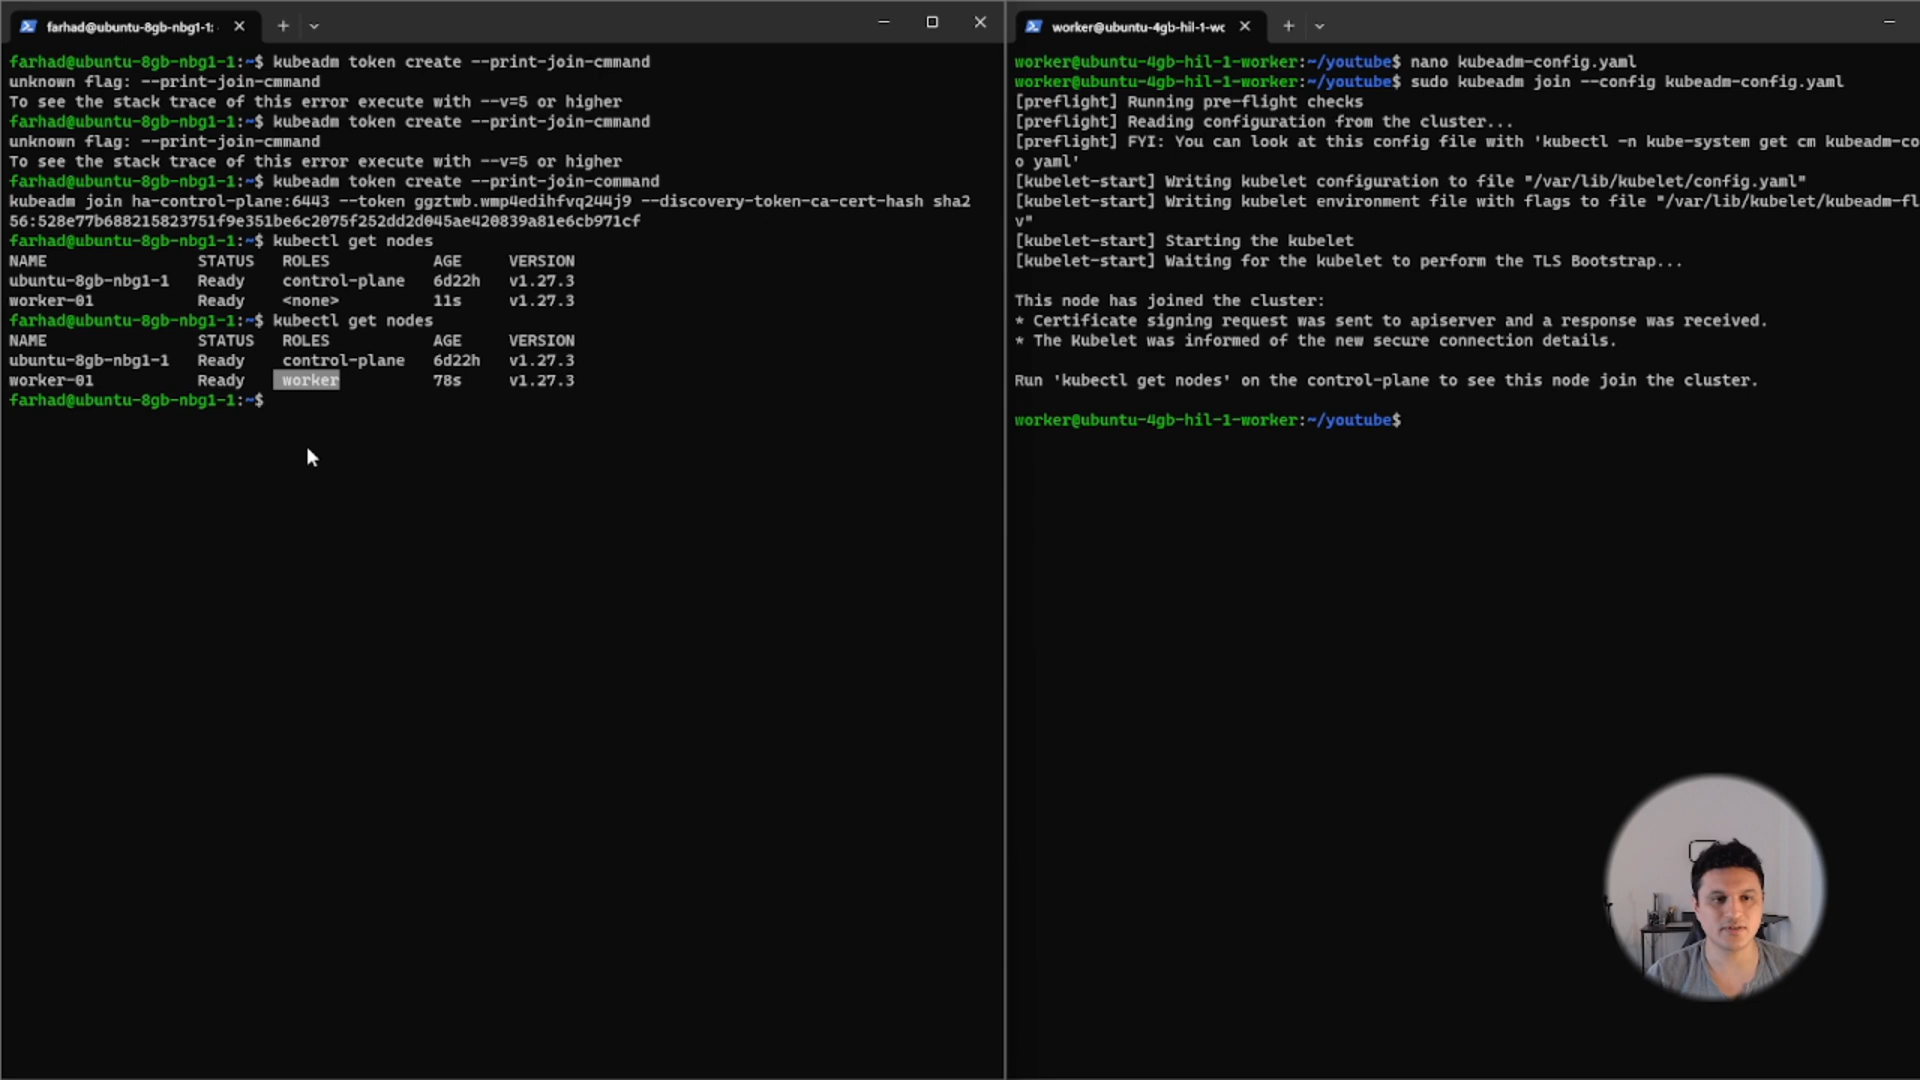 farhad@ubuntu-8gb-nbg1-1:
farhad@ubuntu-8gb-nbg1-1:~$ kubeadm token create --print-join-cmmand
unknown flag: --print-join-cmmand
To see the stack trace of this error execute with --v=5 or higher
farhad@ubuntu-8gb-nbg1-1:~$ kubeadm token create --print-join-cmmand
unknown flag: --print-join-cmmand
To see the stack trace of this error execute with --v=5 or higher
farhad@ubuntu-8gb-nbg1-1:~$ kubeadm token create --print-join-command
kubeadm join ha-control-plane:6443 --token ggztwb.wmp4edihfvq244j9 --discovery-token-ca-cert-hash sha2
56:528e77b688215823751f9e351be6c2075f252dd2d045ae420839a81e6cb971cf
farhad@ubuntu-8gb-nbg1-1:~$ kubectl get nodes
NAME STATUS ROLES AGE VERSION
ubuntu-8gb-nbg1-1 Ready control-plane 6d22h v1.27.3
worker-01 Ready <none> 11s v1.27.3
farhad@ubuntu-8gb-nbg1-1:~$ kubectl get nodes
NAME STATUS ROLES AGE VERSION
ubuntu-8gb-nbg1-1 Ready control-plane 6d22h v1.27.3
worker-01 Ready worker 78s v1.27.3
farhad@ubuntu-8gb-nbg1-1:~$
worker@ubuntu-4gb-hil-1-wc
worker@ubuntu-4gb-hil-1-worker:~/youtube$ nano kubeadm-config.yaml
worker@ubuntu-4gb-hil-1-worker:~/youtube$ sudo kubeadm join --config kubeadm-config.yaml
[preflight] Running pre-flight checks
[preflight] Reading configuration from the cluster...
[preflight] FYI: You can look at this config file with 'kubectl -n kube-system get cm kubeadm-co
o yaml'
[kubelet-start] Writing kubelet configuration to file "/var/lib/kubelet/config.yaml"
[kubelet-start] Writing kubelet environment file with flags to file "/var/lib/kubelet/kubeadm-fl
v"
[kubelet-start] Starting the kubelet
[kubelet-start] Waiting for the kubelet to perform the TLS Bootstrap...
This node has joined the cluster:
* Certificate signing request was sent to apiserver and a response was received.
* The Kubelet was informed of the new secure connection details.
Run 'kubectl get nodes' on the control-plane to see this node join the cluster.
worker@ubuntu-4gb-hil-1-worker:~/youtube$